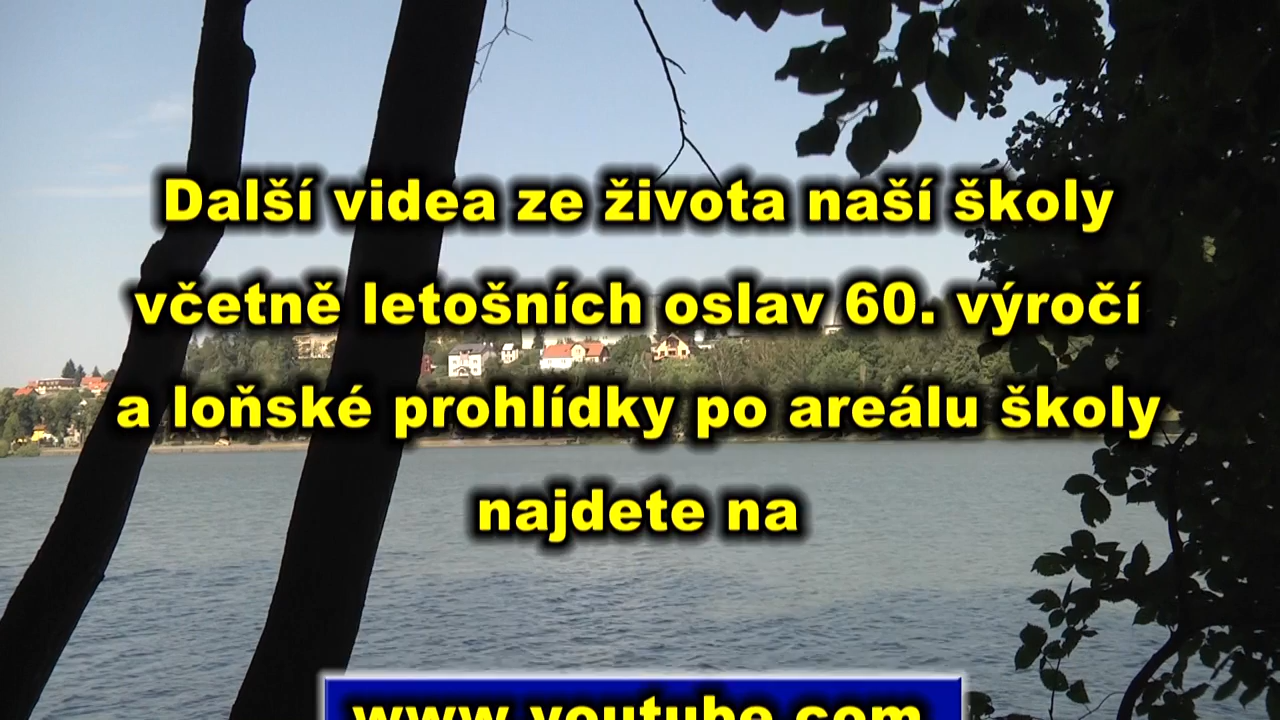 Další videa ze života naší školy
včetně letošních oslav 60. výročí
a loňské prohlídky po areálu školy
najdete na
www.youtube.com